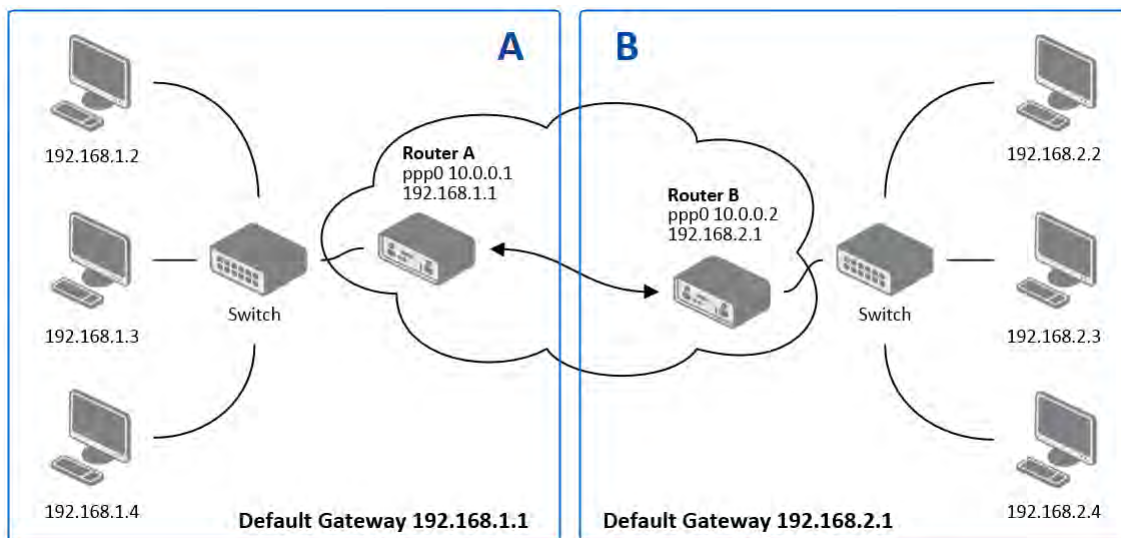 A
B
192.168.1.2
192.168.2.2
Router A
ppp0 10.0.0.1
192.168.1.1
Router B
ppp0 10.0.0.2
192.168.2.1
Switch
Switch
192.168.1.3
192.168.2.3
192.168.1.4
192.168.2.4
Default Gateway 192.168.1.1
Default Gateway 192.168.2.1